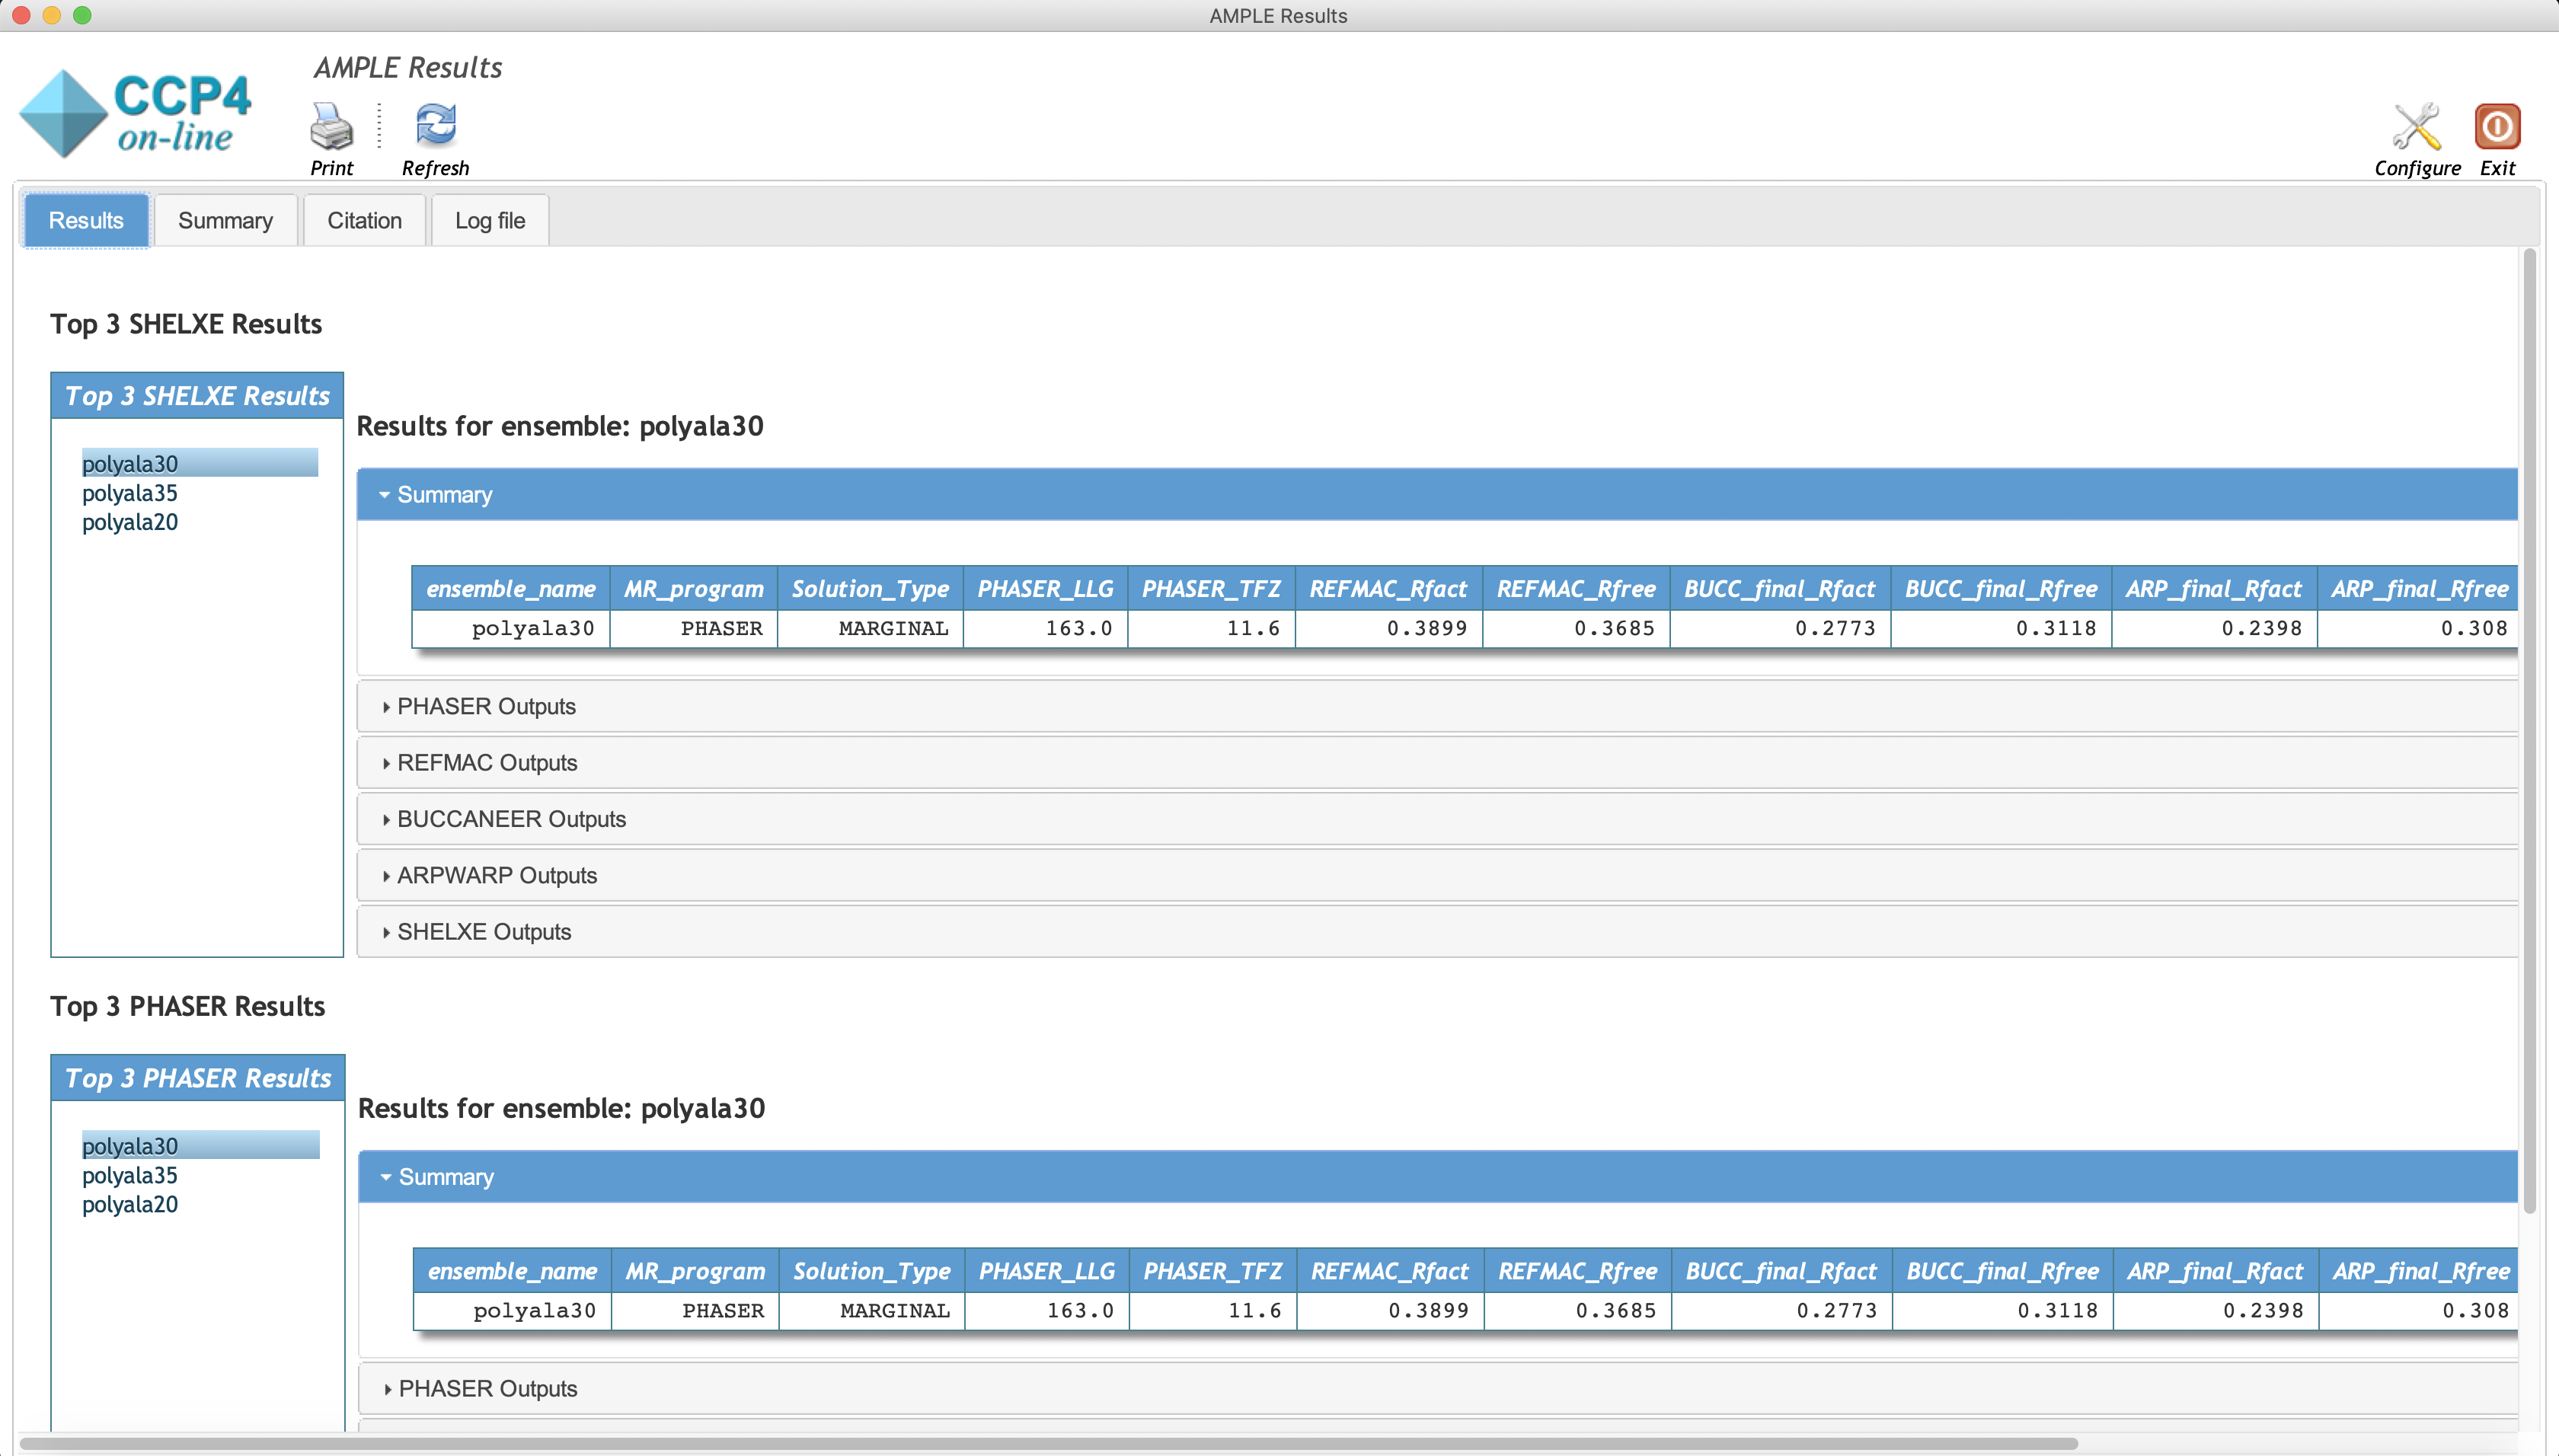 AMPLE Results
CCP4
on-line
AMPLE Results
Print
Refresh
Configure
Exit
Results
Summary
Citation
Log file
Top 3 SHELXE Results
Top 3 SHELXE Results
polyala30
polyala35
polyala20
Results for ensemble: polyala30
Summary
ensemble_name MR_program Solution_Type PHASER_LLG PHASER_TFZ REFMAC_Rfact REFMAC_Rfree BUCC_final_Rfact BUCC_final_Rfree ARP_final_Rfact ARP_final_Rfree
polyala30 PHASER MARGINAL 163.0 11.6 0.3899 0.3685 0.2773 0.3118 0.2398 0.308
PHASER Outputs
REFMAC Outputs
BUCCANEER Outputs
ARPWARP Outputs
SHELXE Outputs
Top 3 PHASER Results
Top 3 PHASER Results
polyala30
polyala35
polyala20
Results for ensemble: polyala30
Summary
ensemble_name MR_program Solution_Type PHASER_LLG PHASER_TFZ REFMAC_Rfact REFMAC_Rfree BUCC_final_Rfact BUCC_final_Rfree ARP_final_Rfact ARP_final_Rfree
polyala30 PHASER MARGINAL 163.0 11.6 0.3899 0.3685 0.2773 0.3118 0.2398 0.308
PHASER Outputs